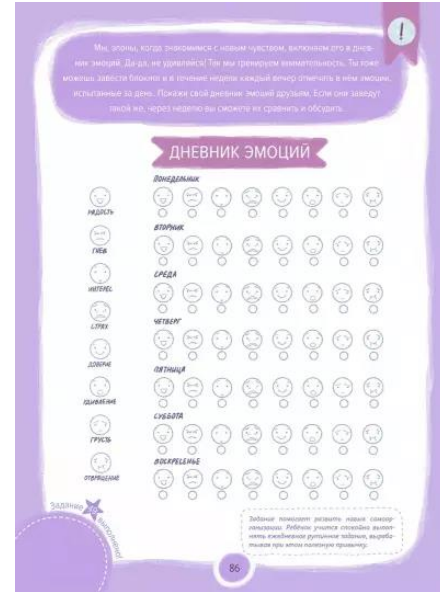 !
Мы, эпоны, когда знакомимся с новым чувством, включаем его в днев-
ник эмоций. Да-да, не удивляйся! Так мы тренируем внимательность. Ты тоже
можешь завести блокнот и в течение недели каждый вечер отмечать в нём эмоции,
испытанные за день. Покажи свой дневник эмоций друзьям. Если они заведут
такой же, через неделю вы сможете их сравнить и обсудить.
ДНЕВНИК ЭМОЦИЙ
ПОНЕДЕЛЬНИК
РАДОСТЬ
ВТОРНИК
ГНЕВ
СРЕДА
ИНТЕРЕС
ЧЕТВЕРГ
СТРАХ
ДОВЕРИЕ
ПЯТНИЦА
УДИВЛЕНИЕ
СУББОТА
ГРУСТЬ
ВОСКРЕСЕНЬЕ
ОТВРАЩЕНИЕ
Задание
выполнено!
Задание помогает развить навык самоор-
ганизации. Ребёнок учится спокойно выпол-
нять ежедневное рутинное задание, выраба-
тывая при этом полезную привычку.
86